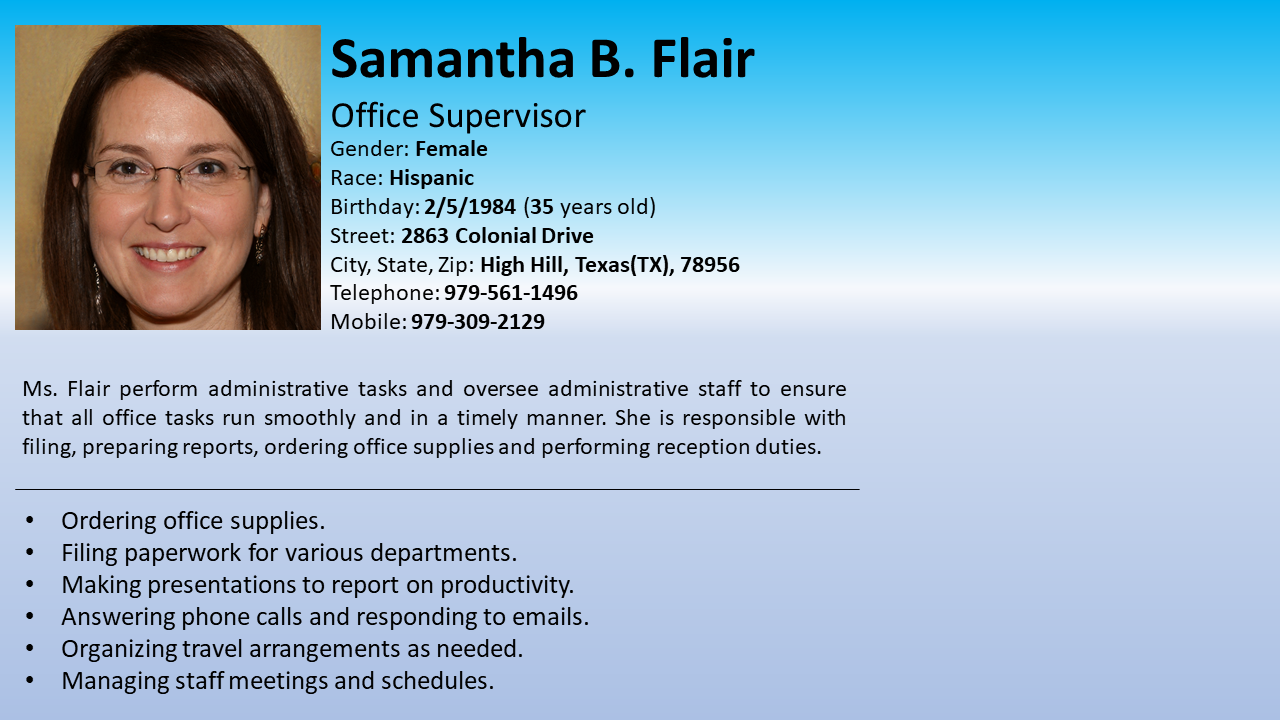 Samantha B. Flair
Office Supervisor
Gender: Female
Race: Hispanic
Birthday: 2/5/1984 (35 years old)
Street: 2863 Colonial Drive
City, State, Zip: High Hill, Texas(TX), 78956
Telephone: 979-561-1496
Mobile: 979-309-2129
Ms. Flair perform administrative tasks and oversee administrative staff to ensure
that all office tasks run smoothly and in a timely manner. She is responsible with
filing, preparing reports, ordering office supplies and performing reception duties.
• Ordering office supplies.
• Filing paperwork for various departments.
• Making presentations to report on productivity.
• Answering phone calls and responding to emails.
• Organizing travel arrangements as needed.
• Managing staff meetings and schedules.